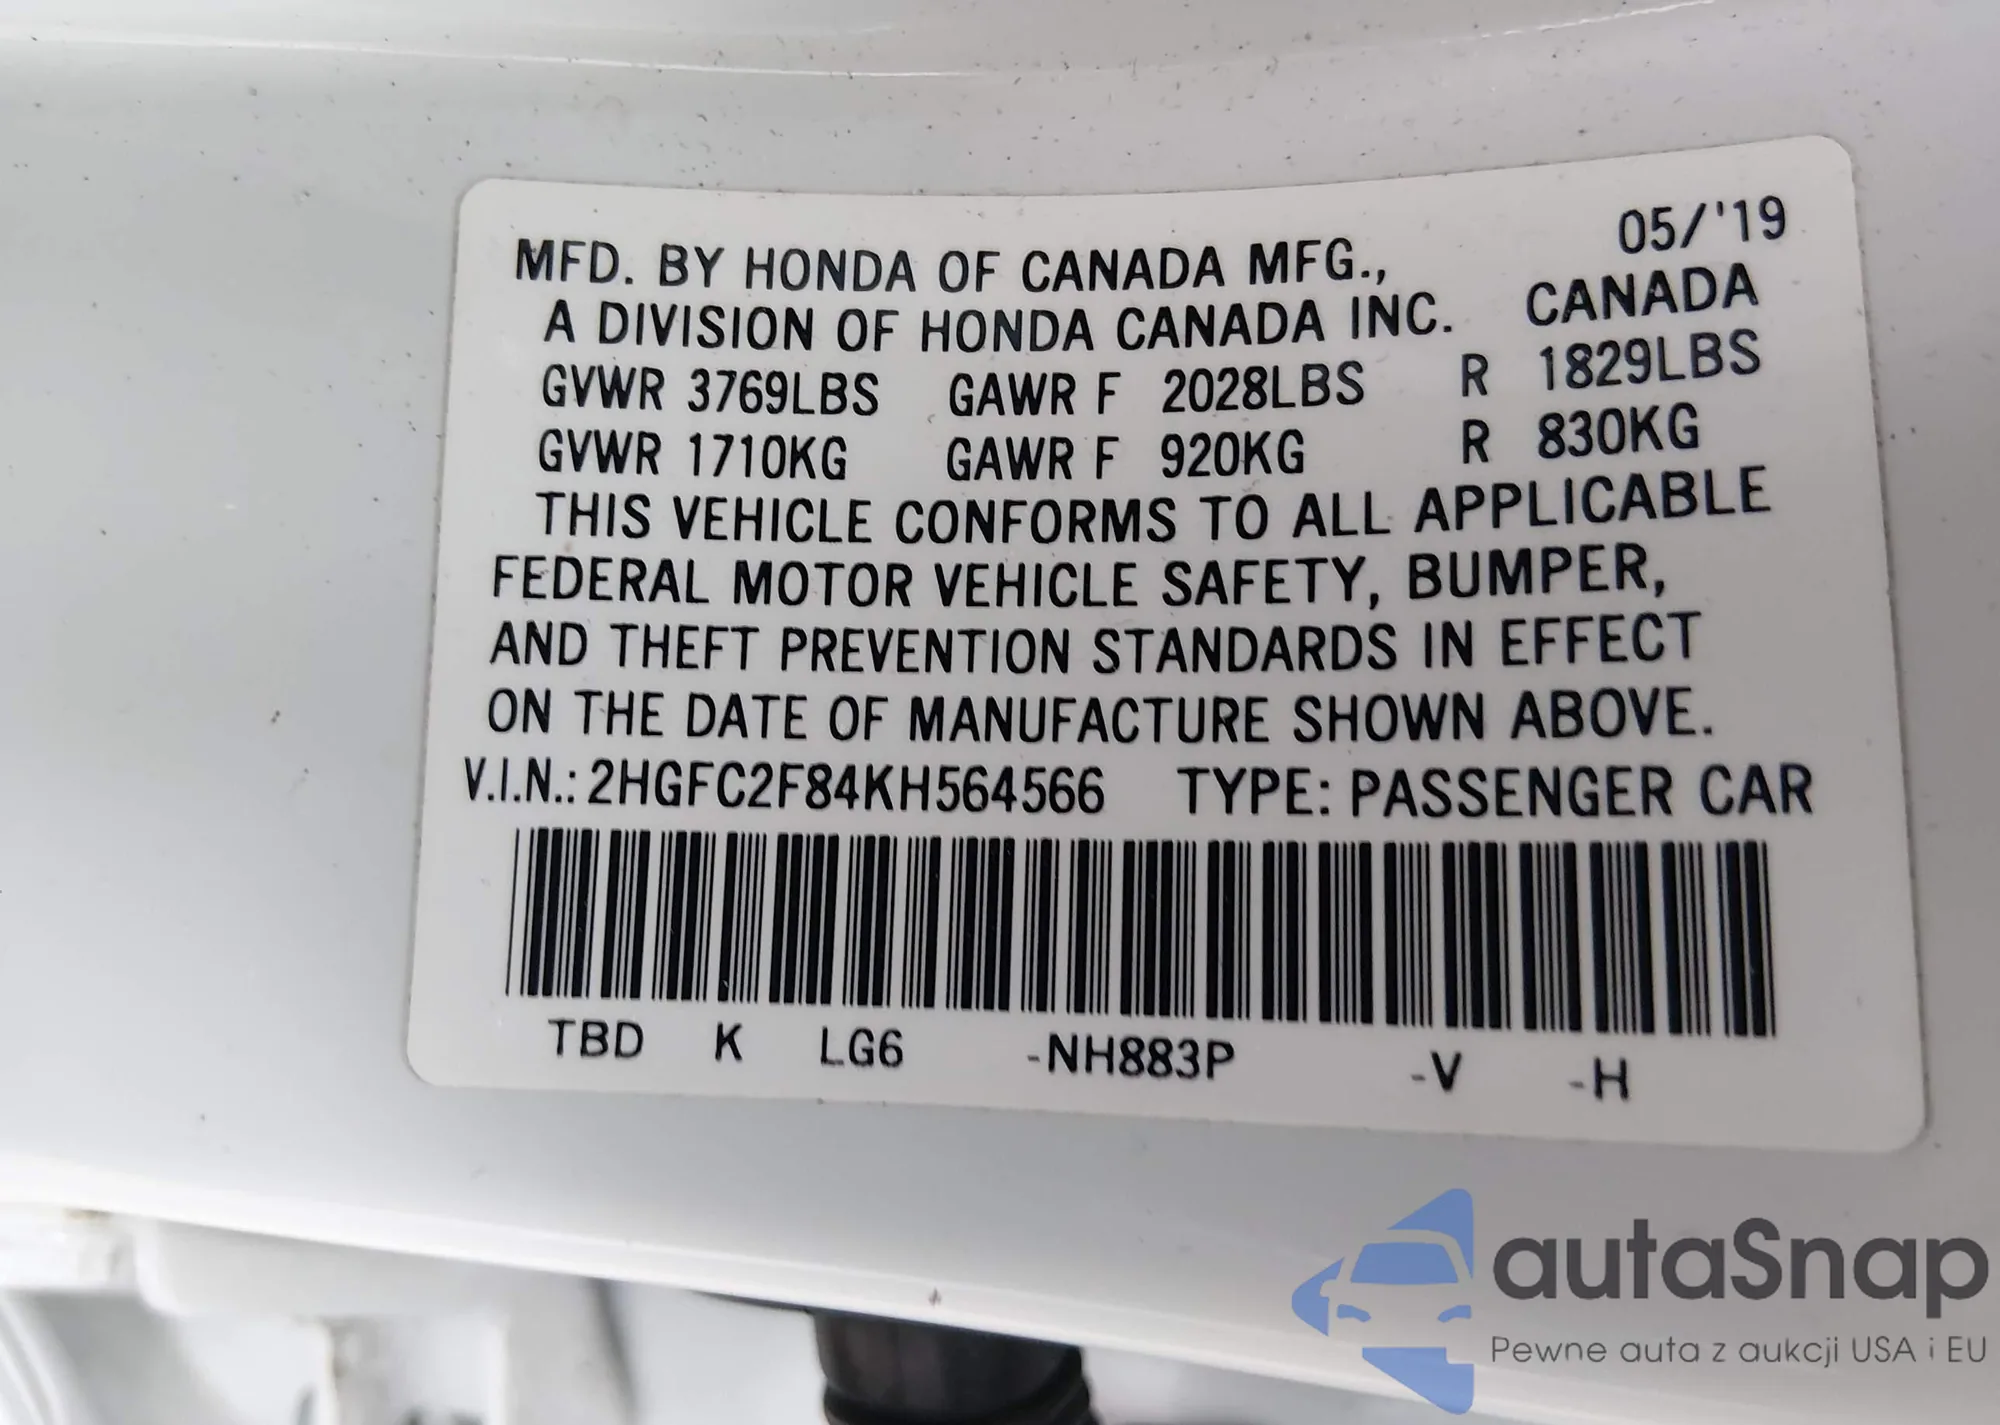 05/'19
MFD. BY HONDA OF CANADA MFG.,
A DIVISION OF HONDA CANADA INC. CANADA
GVWR 3769LBS GAWR F 2028LBS R 1829LBS
GVWR 1710KG GAWR F 920KG R 830KG
THIS VEHICLE CONFORMS TO ALL APPLICABLE
FEDERAL MOTOR VEHICLE SAFETY, BUMPER,
AND THEFT PREVENTION STANDARDS IN EFFECT
ON THE DATE OF MANUFACTURE SHOWN ABOVE.
V.I.N.: 2HGFC2F84KH564566 TYPE: PASSENGER CAR
TBD K LG6 -NH883P -V -H
autaSnap
Pewne auta z aukcji USA i EU